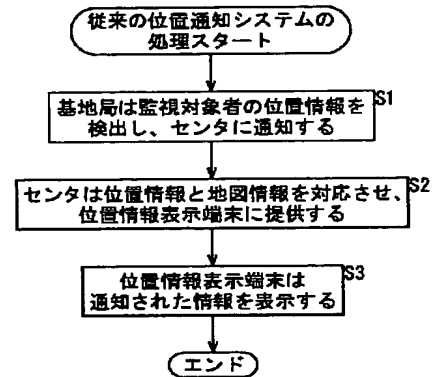 従来の位置通知システムの
処理スタート
基地局は監視対象者の位置情報を
検出し、センタに通知する
S1
センタは位置情報と地図情報を対応させ、
位置情報表示端末に提供する
S2
位置情報表示端末は
通知された情報を表示する
S3
エンド